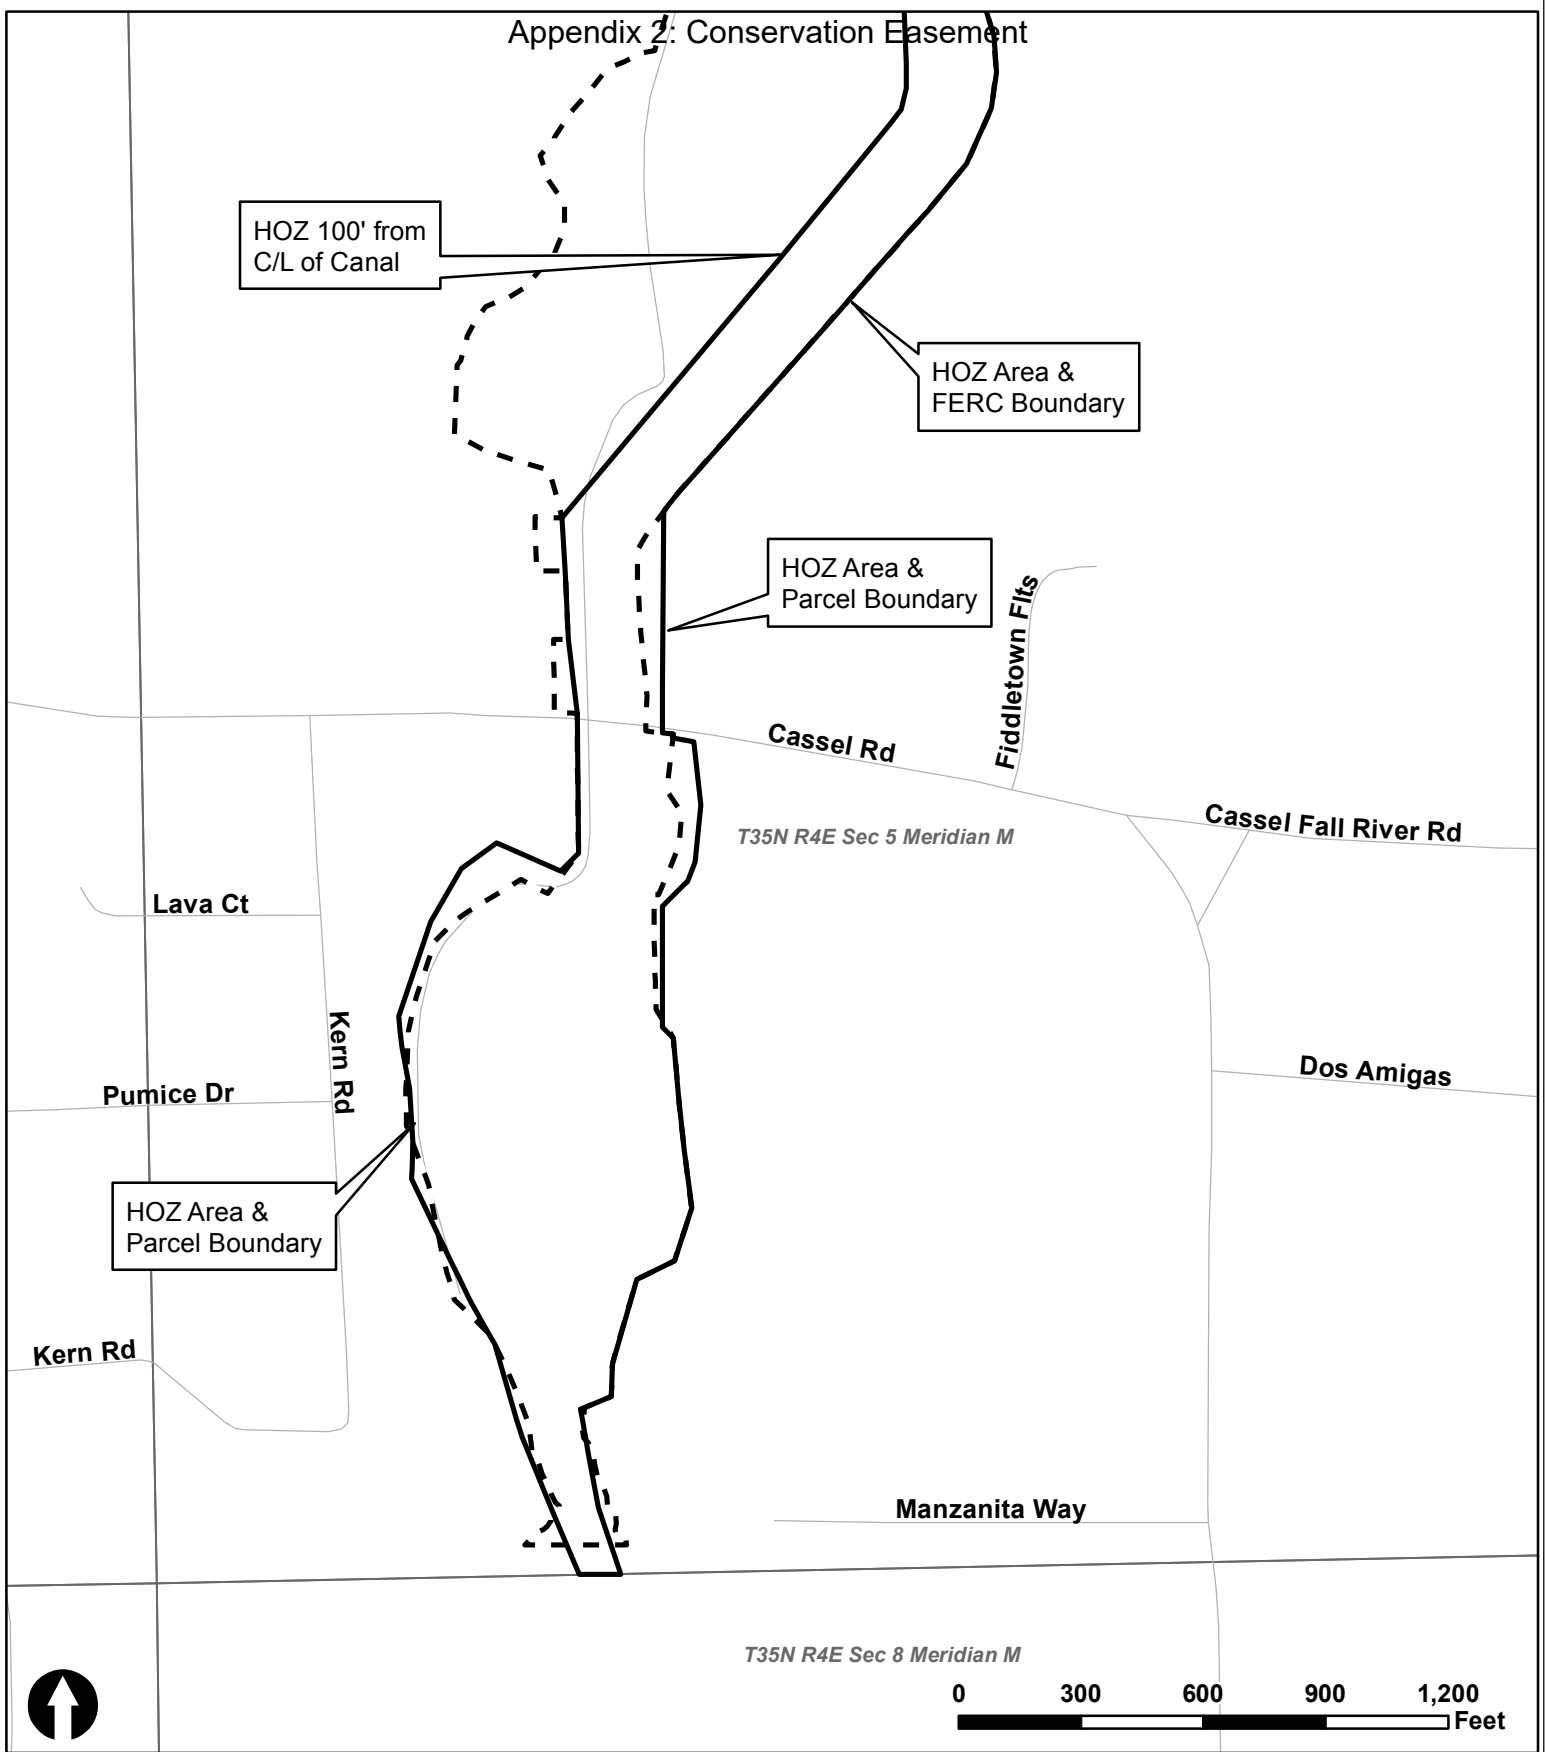 Appendix 2: Conservation Easement
HOZ 100' from
C/L of Canal
HOZ Area &
FERC Boundary
HOZ Area &
Parcel Boundary
Fiddletown Flts
Cassel Rd
Cassel Fall River Rd
T35N R4E Sec 5 Meridian M
Lava Ct
Kern Rd
Pumice Dr
Dos Amigas
HOZ Area &
Parcel Boundary
Kern Rd
Manzanita Way
T35N R4E Sec 8 Meridian M
0 300 600 900 1,200
Feet